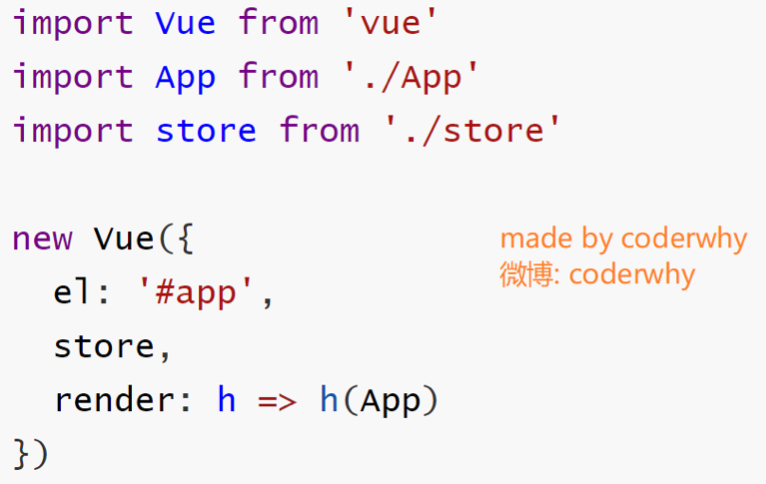 import Vue from 'vue'
import App from './App'
import store from './store'
new Vue({
  el: '#app',
  store,
  render: h => h(App)
})
made by coderwhy
微博: coderwhy